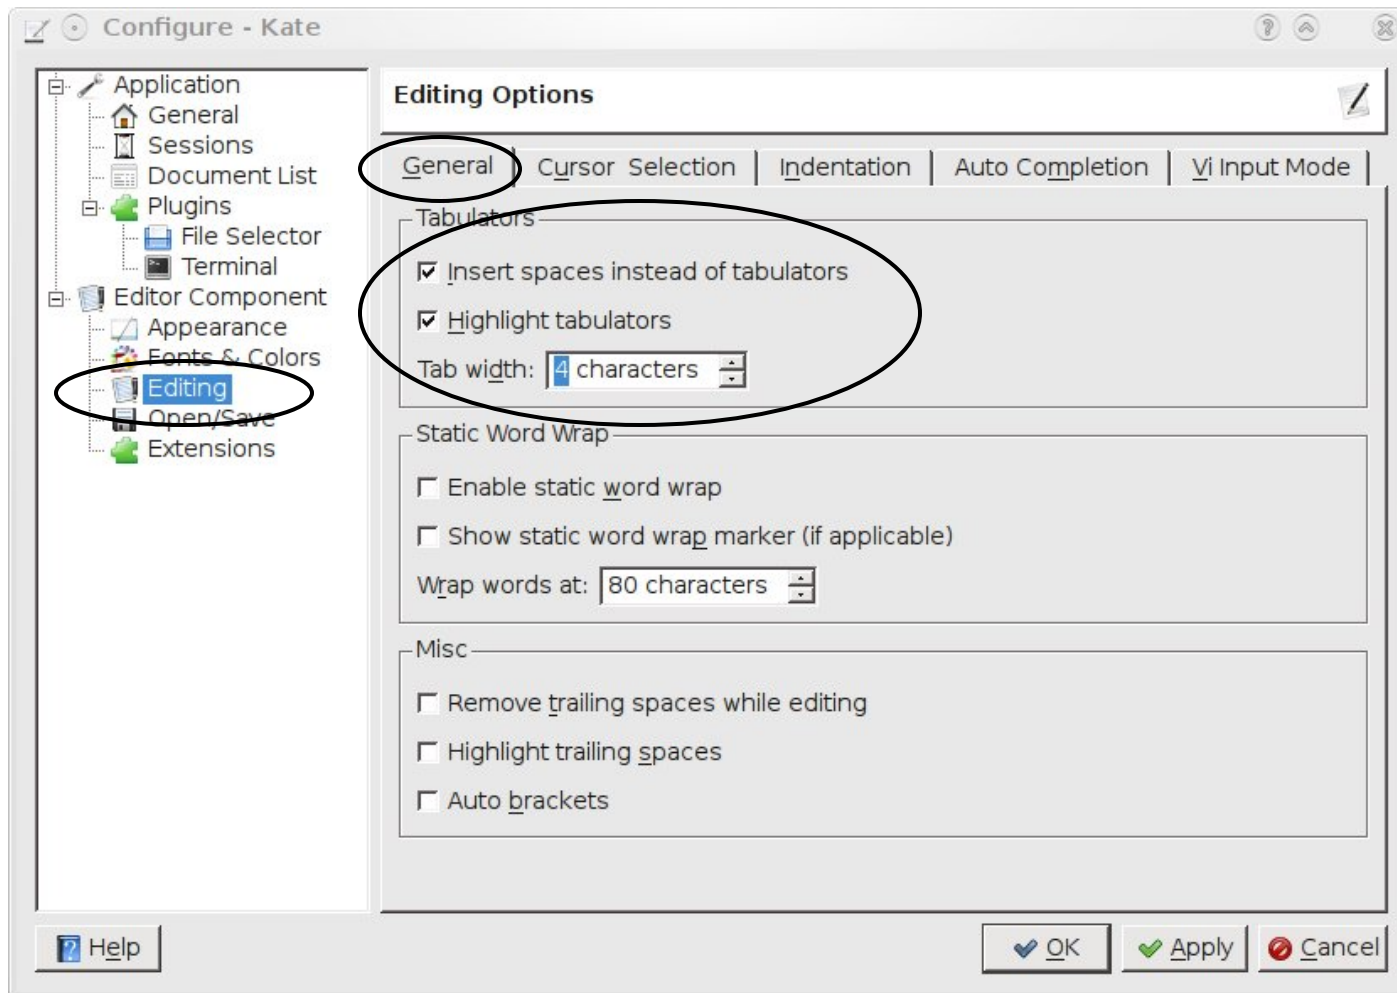 Configure - Kate
Application
General
Sessions
Document List
Plugins
File Selector
Terminal
Editor Component
Appearance
Fonts & Colors
Editing
Open/Save
Extensions
Editing Options
General
Cursor Selection
Indentation
Auto Completion
Vi Input Mode
Tabulators
Insert spaces instead of tabulators
Highlight tabulators
Tab width: 4 characters
Static Word Wrap
Enable static word wrap
Show static word wrap marker (if applicable)
Wrap words at: 80 characters
Misc
Remove trailing spaces while editing
Highlight trailing spaces
Auto brackets
Help
OK
Apply
Cancel